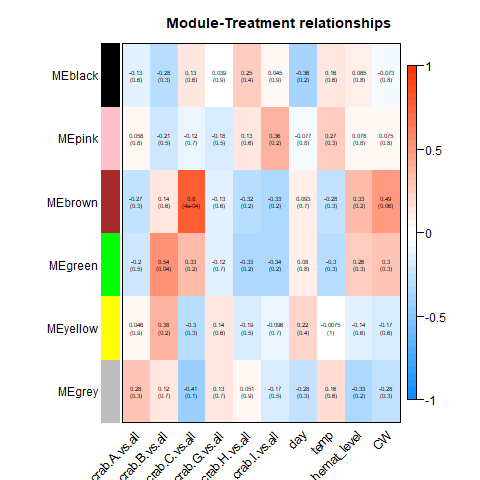 Module-Treatment relationships
MEblack
-0.13 -0.28 0.13 0.039 0.25 0.045 -0.36 0.16 0.085 -0.073
(0.6) (0.3) (0.6) (0.9) (0.4) (0.9) (0.2) (0.6) (0.8) (0.8)
MEpink
0.058 -0.21 -0.12 -0.18 0.13 0.36 -0.077 0.27 0.078 0.075
(0.8) (0.5) (0.7) (0.5) (0.6) (0.2) (0.8) (0.3) (0.8) (0.8)
MEbrown
-0.27 0.14 0.8 -0.13 -0.32 -0.33 0.093 -0.28 0.33 0.49
(0.3) (0.6) (4e-04) (0.6) (0.2) (0.2) (0.7) (0.3) (0.2) (0.06)
MEgreen
-0.2 0.54 0.33 -0.12 -0.33 -0.34 0.08 -0.3 0.26 0.3
(0.5) (0.04) (0.2) (0.7) (0.2) (0.2) (0.8) (0.3) (0.3) (0.3)
MEyellow
0.046 0.38 -0.3 0.14 -0.19 -0.096 0.22 -0.0075 -0.14 -0.17
(0.9) (0.2) (0.3) (0.6) (0.5) (0.7) (0.4) (1) (0.6) (0.6)
MEgrey
0.28 0.12 -0.41 0.13 0.051 -0.17 -0.28 0.16 -0.33 -0.28
(0.3) (0.7) (0.1) (0.7) (0.9) (0.5) (0.3) (0.6) (0.2) (0.3)
crab.A.vs.all
crab.B.vs.all
crab.C.vs.all
crab.G.vs.all
crab.H.vs.all
crab.I.vs.all
day
temp
hemat_level
CW
1
0.5
0
-0.5
-1